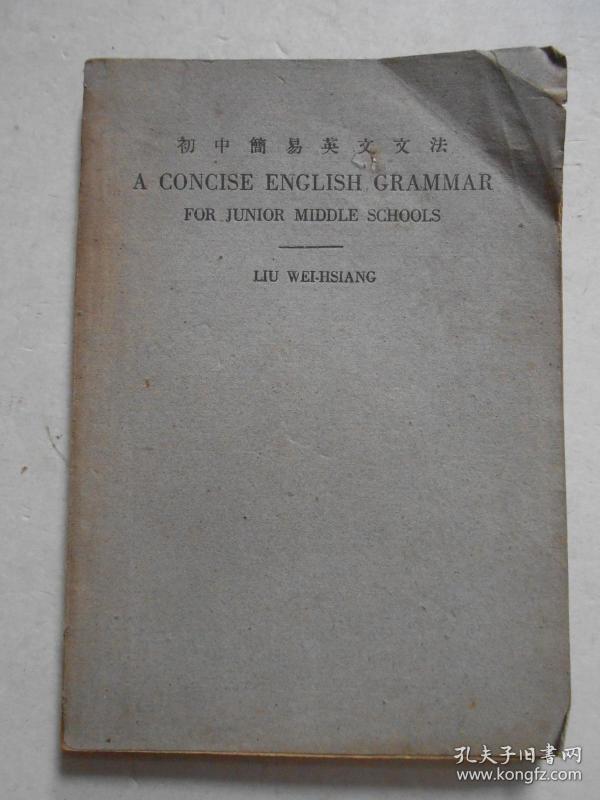 初中簡易英文文法
A CONCISE ENGLISH GRAMMAR
FOR JUNIOR MIDDLE SCHOOLS
LIU WEI-HSIANG
孔夫子旧书网
www.kongfz.com